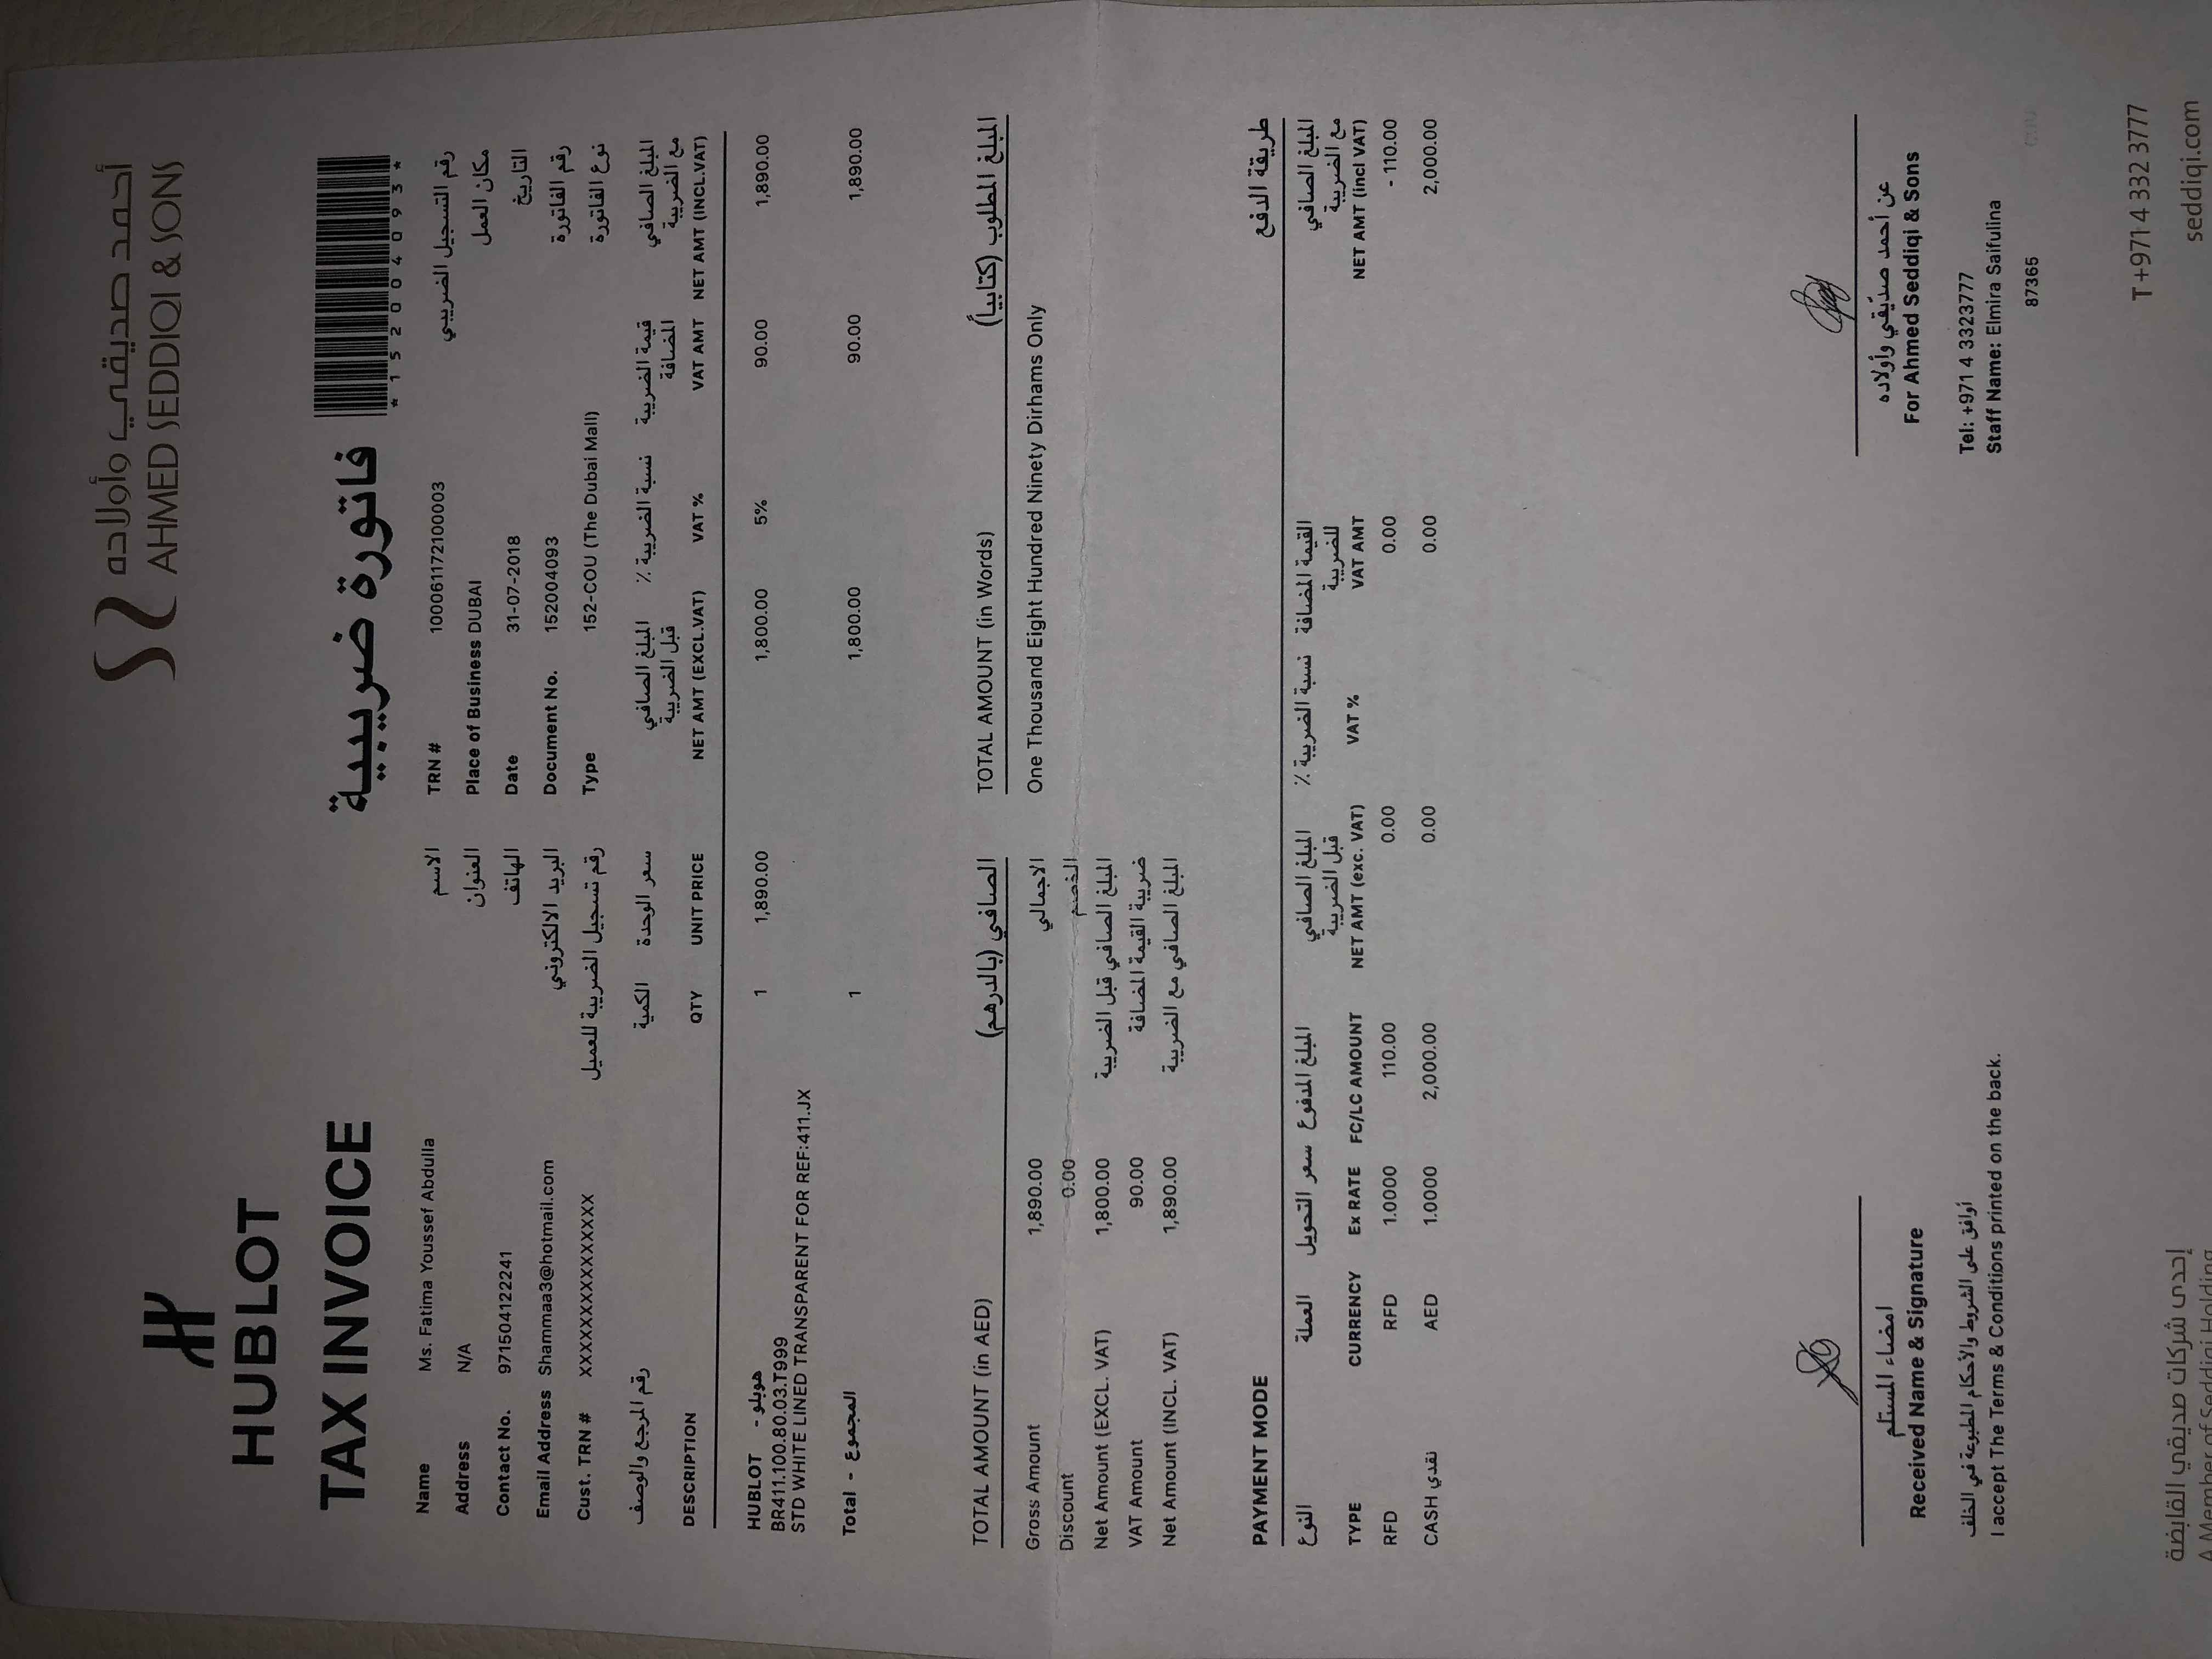 أحمد صديقي وأولاده
AHMED SEDDIQI & SONS
HUBLOT
TAX INVOICE فاتورة ضريبية
*152004093*
Name Ms. Fatima Youssef Abdulla الاسم
Address N/A العنوان
Contact No. 971504122241 الهاتف
Email Address Shammaa3@hotmail.com البريد الالكتروني
Cust. TRN # XXXXXXXXXXXXXXX رقم تسجيل الضريبة للعميل
TRN # 100061172100003 رقم التسجيل الضريبي
Place of Business DUBAI مكان العمل
Date 31-07-2018 التاريخ
Document No. 152004093 رقم الفاتورة
Type 152-COU (The Dubai Mall) نوع الفاتورة
رقم المرجع والوصف الكمية سعر الوحدة المبلغ الصافي نسبة الضريبة ٪ قيمة الضريبة المبلغ الصافي
قبل الضريبة المضافة مع الضريبة
DESCRIPTION QTY UNIT PRICE NET AMT (EXCL.VAT) VAT % VAT AMT NET AMT (INCL.VAT)
HUBLOT - هوبلو 1 1,890.00 1,800.00 5% 90.00 1,890.00
BR411.100.80.03.T999
STD WHITE LINED TRANSPARENT FOR REF:411.JX
Total - المجموع 1 1,800.00 90.00 1,890.00
TOTAL AMOUNT (in AED) الصافي (بالدرهم)
Gross Amount 1,890.00 الاجمالي
Discount 0.00 الخصم
Net Amount (EXCL. VAT) 1,800.00 المبلغ الصافي قبل الضريبة
VAT Amount 90.00 ضريبة القيمة المضافة
Net Amount (INCL. VAT) 1,890.00 المبلغ الصافي مع الضريبة
TOTAL AMOUNT (in Words) المبلغ المطلوب (كتابياً)
One Thousand Eight Hundred Ninety Dirhams Only
PAYMENT MODE طريقة الدفع
النوع العملة سعر التحويل المبلغ المدفوع المبلغ الصافي نسبة الضريبة ٪ القيمة المضافة المبلغ الصافي
قبل الضريبة للضريبة مع الضريبة
TYPE CURRENCY Ex RATE FC/LC AMOUNT NET AMT (exc. VAT) VAT % VAT AMT NET AMT (incl VAT)
RFD RFD 1.0000 110.00 0.00 0.00 - 110.00
CASH نقدي AED 1.0000 2,000.00 0.00 0.00 2,000.00
امضاء المستلم
Received Name & Signature
أوافق على الشروط والأحكام المطبوعة في الخلف
I accept The Terms & Conditions printed on the back.
عن أحمد صدّيقي وأولاده
For Ahmed Seddiqi & Sons
Tel: +971 4 3323777
Staff Name: Elmira Saifulina
87365
T +971 4 332 3777
seddiqi.com
إحدى شركات صديقي القابضة
A Member of Seddiqi Holding